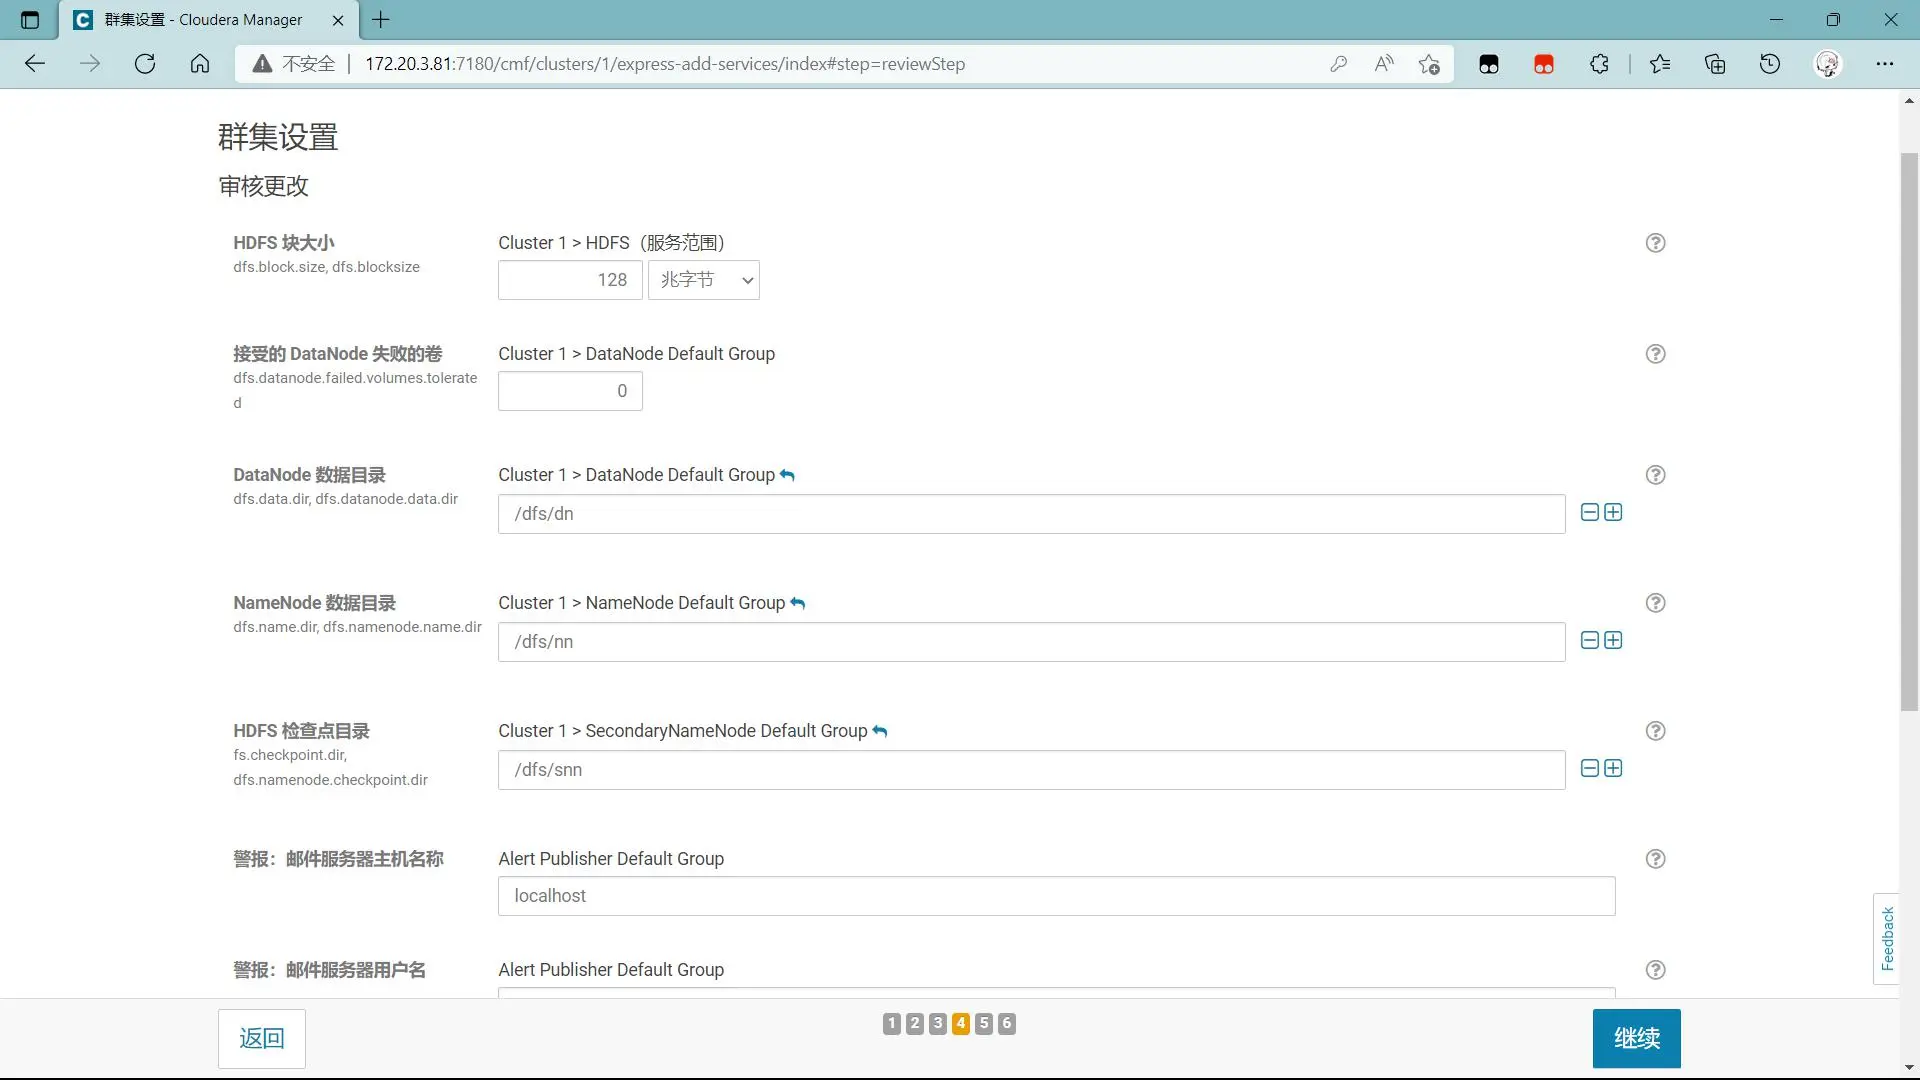 群集设置 - Cloudera Manager
不安全
172.20.3.81:7180/cmf/clusters/1/express-add-services/index#step=reviewStep
群集设置
审核更改
HDFS 块大小
dfs.block.size, dfs.blocksize
Cluster 1 > HDFS（服务范围）
128
兆字节
接受的 DataNode 失败的卷
dfs.datanode.failed.volumes.tolerate
d
Cluster 1 > DataNode Default Group
0
DataNode 数据目录
dfs.data.dir, dfs.datanode.data.dir
Cluster 1 > DataNode Default Group
/dfs/dn
NameNode 数据目录
dfs.name.dir, dfs.namenode.name.dir
Cluster 1 > NameNode Default Group
/dfs/nn
HDFS 检查点目录
fs.checkpoint.dir,
dfs.namenode.checkpoint.dir
Cluster 1 > SecondaryNameNode Default Group
/dfs/snn
警报：邮件服务器主机名称
Alert Publisher Default Group
localhost
警报：邮件服务器用户名
Alert Publisher Default Group
Feedback
返回
1 2 3 4 5 6
继续